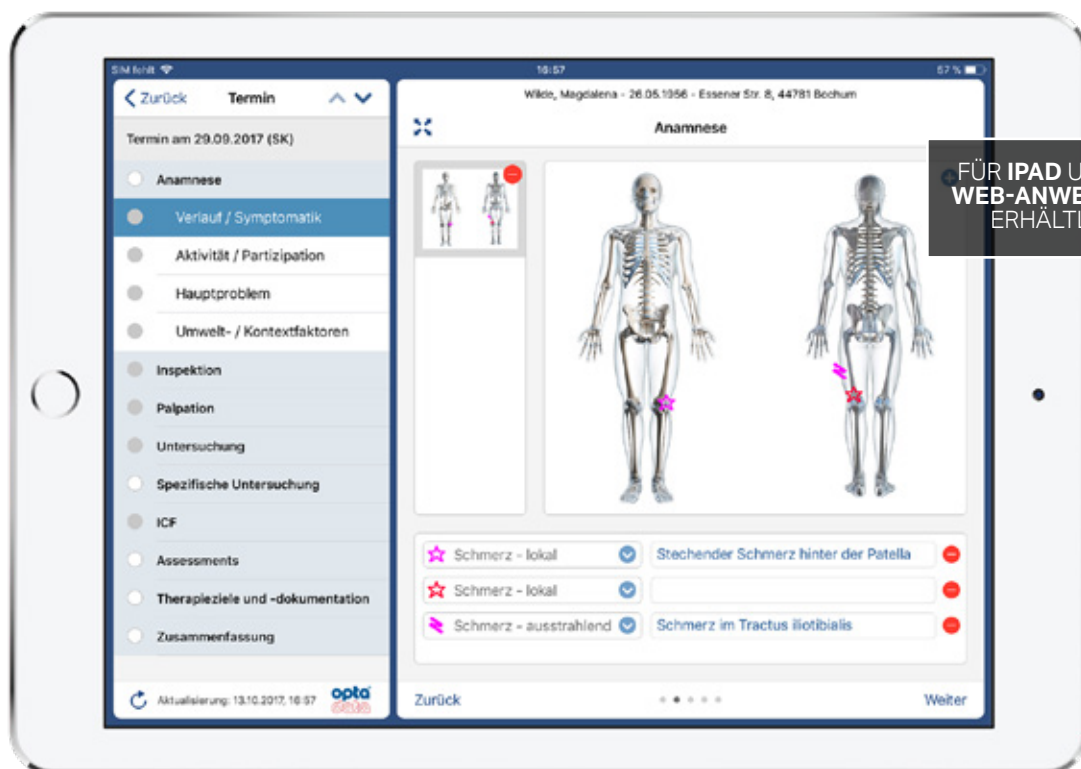 SIM fehlt
16:57
57 %
Zurück
Termin
Termin am 29.09.2017 (SK)
Anamnese
Verlauf / Symptomatik
Aktivität / Partizipation
Hauptproblem
Umwelt- / Kontextfaktoren
Inspektion
Palpation
Untersuchung
Spezifische Untersuchung
ICF
Assessments
Therapieziele und -dokumentation
Zusammenfassung
Aktualisierung: 13.10.2017, 16:57
opta
data
Wilde, Magdalena - 26.05.1956 - Essener Str. 8, 44781 Bochum
Anamnese
FÜR IPAD U
WEB-ANWE
ERHÄLTL
Schmerz - lokal
Stechender Schmerz hinter der Patella
Schmerz - lokal
Schmerz - ausstrahlend
Schmerz im Tractus iliotibialis
Zurück
Weiter